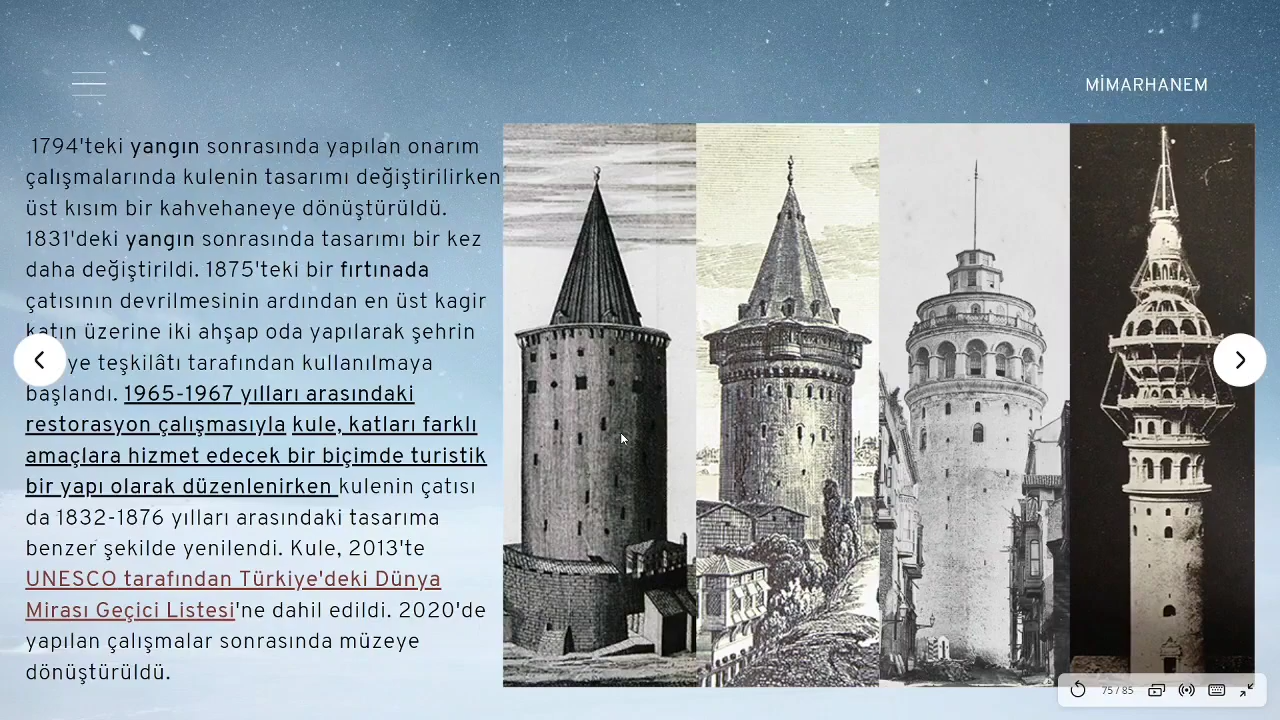 MİMARHANEM
1794'teki yangın sonrasında yapılan onarım
çalışmalarında kulenin tasarımı değiştirilirken
üst kısım bir kahvehaneye dönüştürüldü.
1831'deki yangın sonrasında tasarımı bir kez
daha değiştirildi. 1875'teki bir fırtınada
çatısının devrilmesinin ardından en üst kagir
katın üzerine iki ahşap oda yapılarak şehrin
ye teşkilâtı tarafından kullanılmaya
başlandı. 1965-1967 yılları arasındaki
restorasyon çalışmasıyla kule, katları farklı
amaçlara hizmet edecek bir biçimde turistik
bir yapı olarak düzenlenirken kulenin çatısı
da 1832-1876 yılları arasındaki tasarıma
benzer şekilde yenilendi. Kule, 2013'te
UNESCO tarafından Türkiye'deki Dünya
Mirası Geçici Listesi'ne dahil edildi. 2020'de
yapılan çalışmalar sonrasında müzeye
dönüştürüldü.
75 / 85